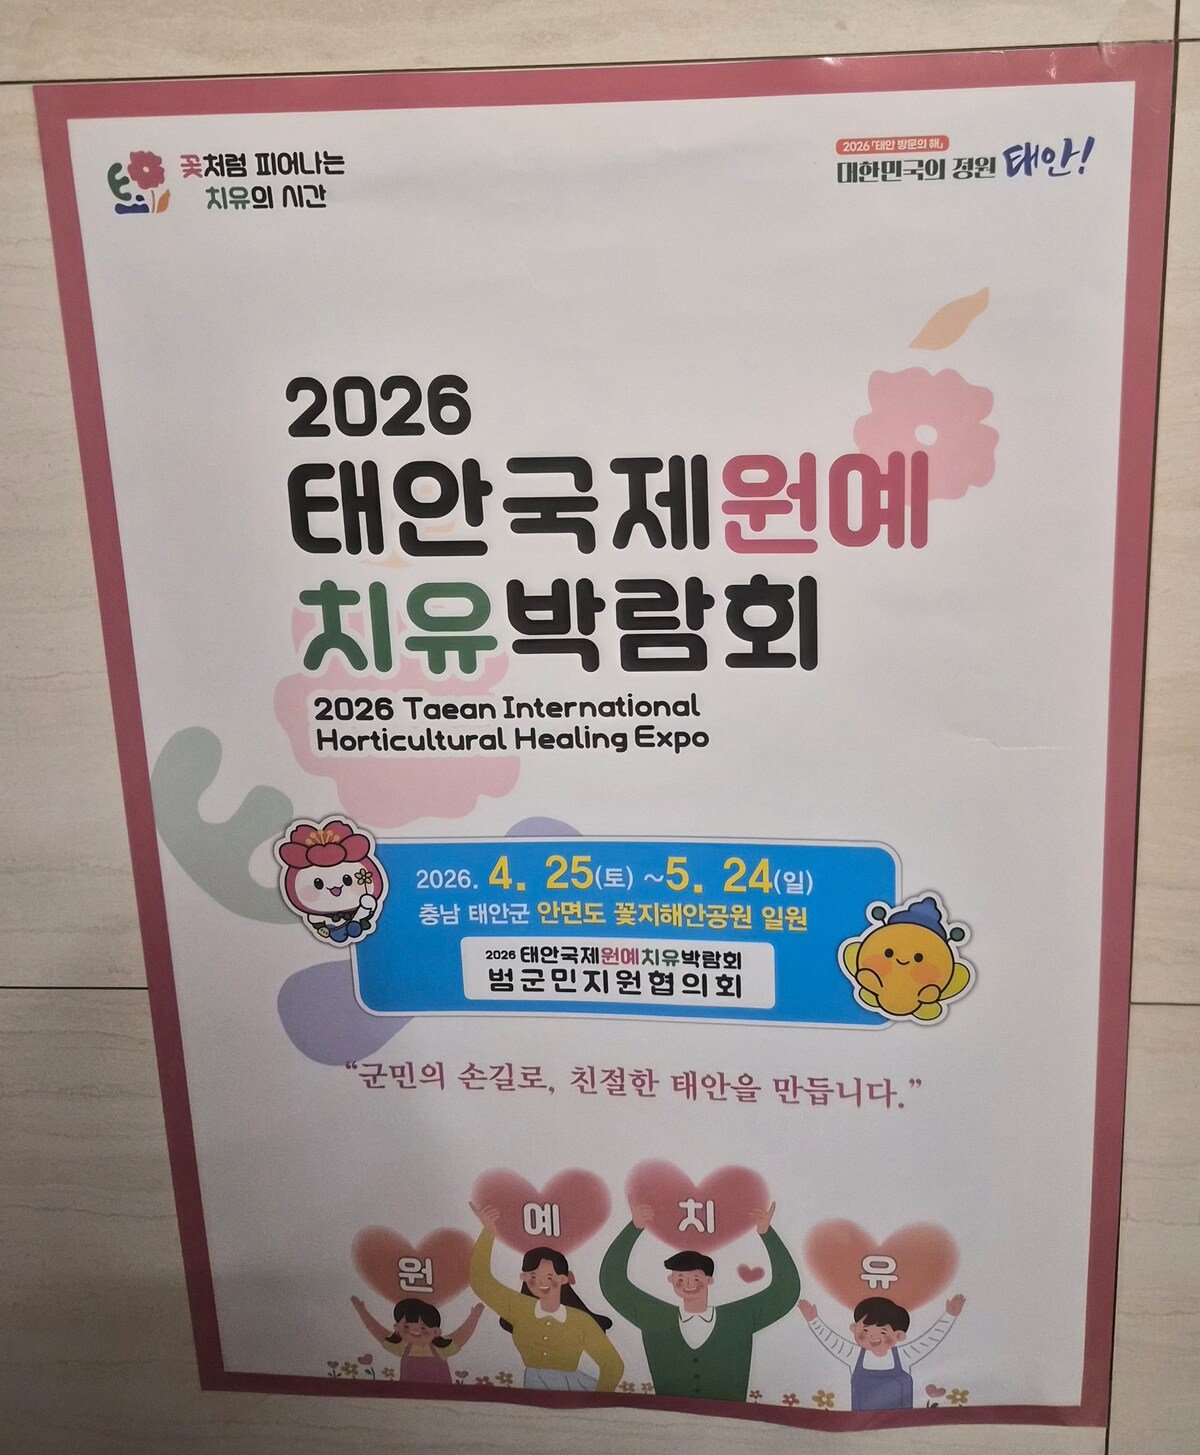 꽃처럼 피어나는
치유의 시간
2026 「태안 방문의 해」
대한민국의 정원 태안!
2026
태안국제원예
치유박람회
2026 Taean International
Horticultural Healing Expo
2026. 4. 25(토) ~5. 24(일)
충남 태안군 안면도 꽃지해안공원 일원
2026 태안국제원예치유박람회
범군민지원협의회
“군민의 손길로, 친절한 태안을 만듭니다.”
원 예 치 유